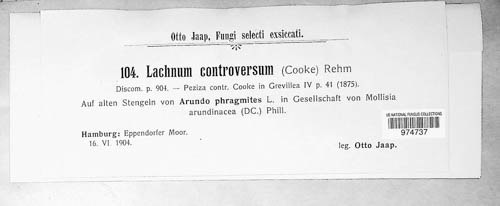 Otto Jaap, Fungi selecti exsiccati.
104. Lachnum controversum (Cooke) Rehm
Discom. p. 904. — Peziza contr. Cooke in Grevillea IV p. 41 (1875).
Auf alten Stengeln von Arundo phragmites L. in Gesellschaft von Mollisia
arundinacea (DC.) Phill.
US NATIONAL FUNGUS COLLECTIONS
974737
Hamburg: Eppendorfer Moor.
16. VI. 1904.
leg. Otto Jaap.